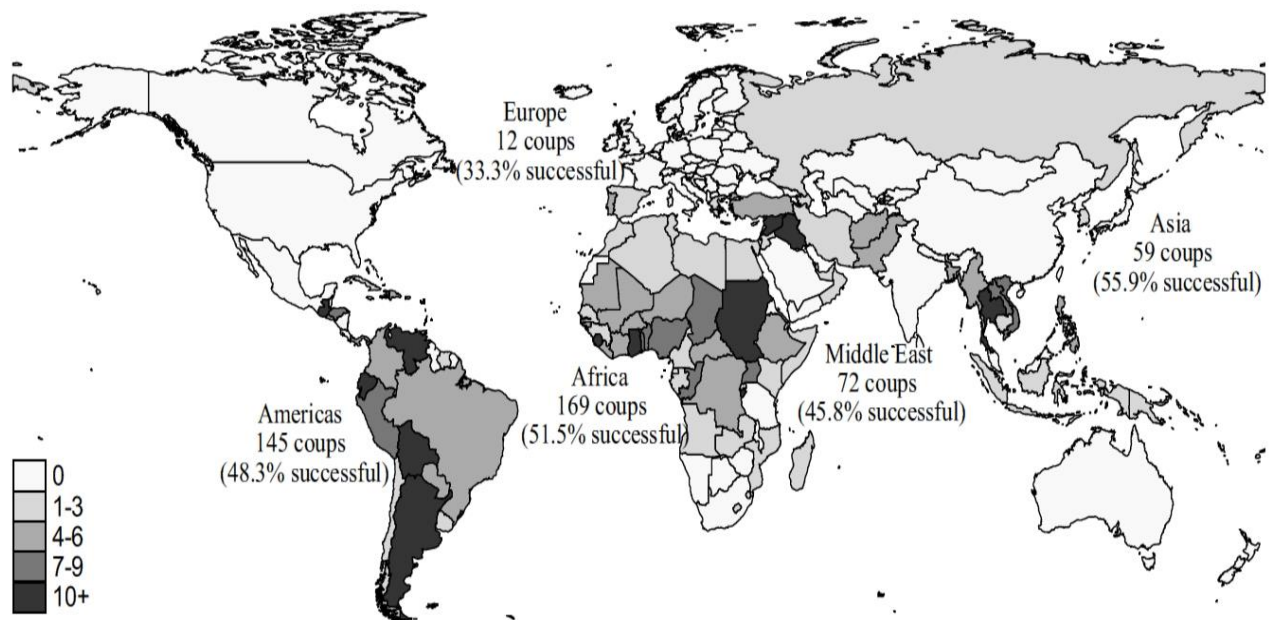 Europe
12 coups
(33.3% successful)
Asia
59 coups
(55.9% successful)
Middle East
72 coups
(45.8% successful)
Africa
169 coups
(51.5% successful)
Americas
145 coups
(48.3% successful)
0
1-3
4-6
7-9
10+